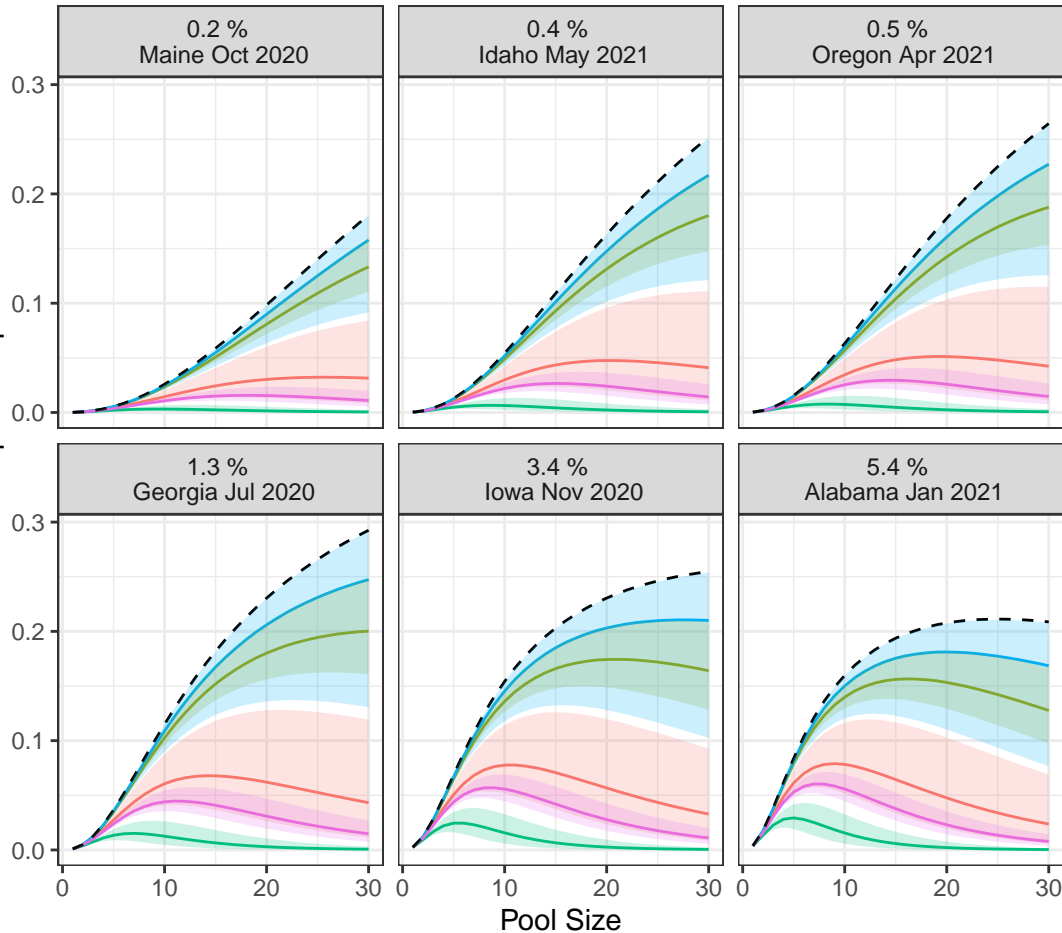 0.2 %
Maine Oct 2020
0.4 %
Idaho May 2021
0.5 %
Oregon Apr 2021
0.3
0.2
0.1
0.0
1.3 %
Georgia Jul 2020
3.4 %
Iowa Nov 2020
5.4 %
Alabama Jan 2021
0.3
0.2
0.1
0.0
0 10 20 30
0 10 20 30
0 10 20 30
Pool Size